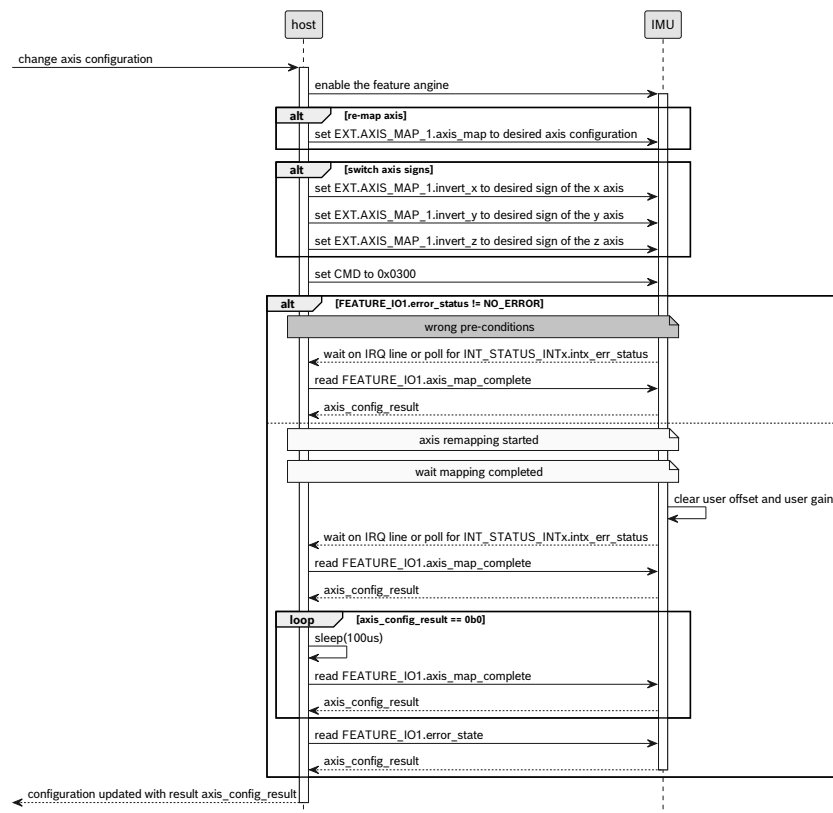 host
IMU
change axis configuration
enable the feature angine
alt
[re-map axis]
set EXT.AXIS_MAP_1.axis_map to desired axis configuration
alt
[switch axis signs]
set EXT.AXIS_MAP_1.invert_x to desired sign of the x axis
set EXT.AXIS_MAP_1.invert_y to desired sign of the y axis
set EXT.AXIS_MAP_1.invert_z to desired sign of the z axis
set CMD to 0x0300
alt
[FEATURE_IO1.error_status != NO_ERROR]
wrong pre-conditions
wait on IRQ line or poll for INT_STATUS_INTx.intx_err_status
read FEATURE_IO1.axis_map_complete
axis_config_result
axis remapping started
wait mapping completed
clear user offset and user gain
wait on IRQ line or poll for INT_STATUS_INTx.intx_err_status
read FEATURE_IO1.axis_map_complete
axis_config_result
loop
[axis_config_result == 0b0]
sleep(100us)
read FEATURE_IO1.axis_map_complete
axis_config_result
read FEATURE_IO1.error_state
axis_config_result
configuration updated with result axis_config_result